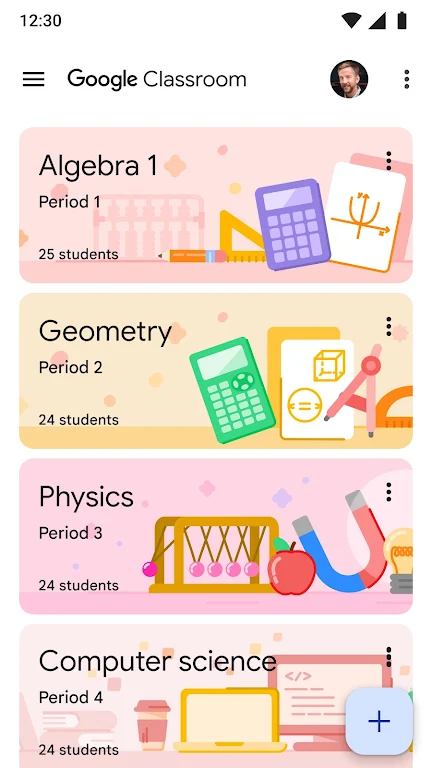 12:30
Google Classroom
Algebra 1
Period 1
25 students
Geometry
Period 2
24 students
Physics
Period 3
24 students
Computer science
</>
Period 4
24 students
+